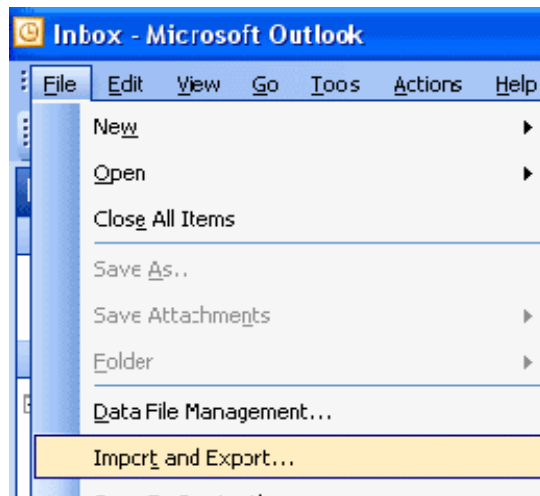 Inbox - Microsoft Outlook
File Edit View Go Tools Actions Help
New
Open
Close All Items
Save As..
Save Attachments
Folder
Data File Management...
Import and Export...